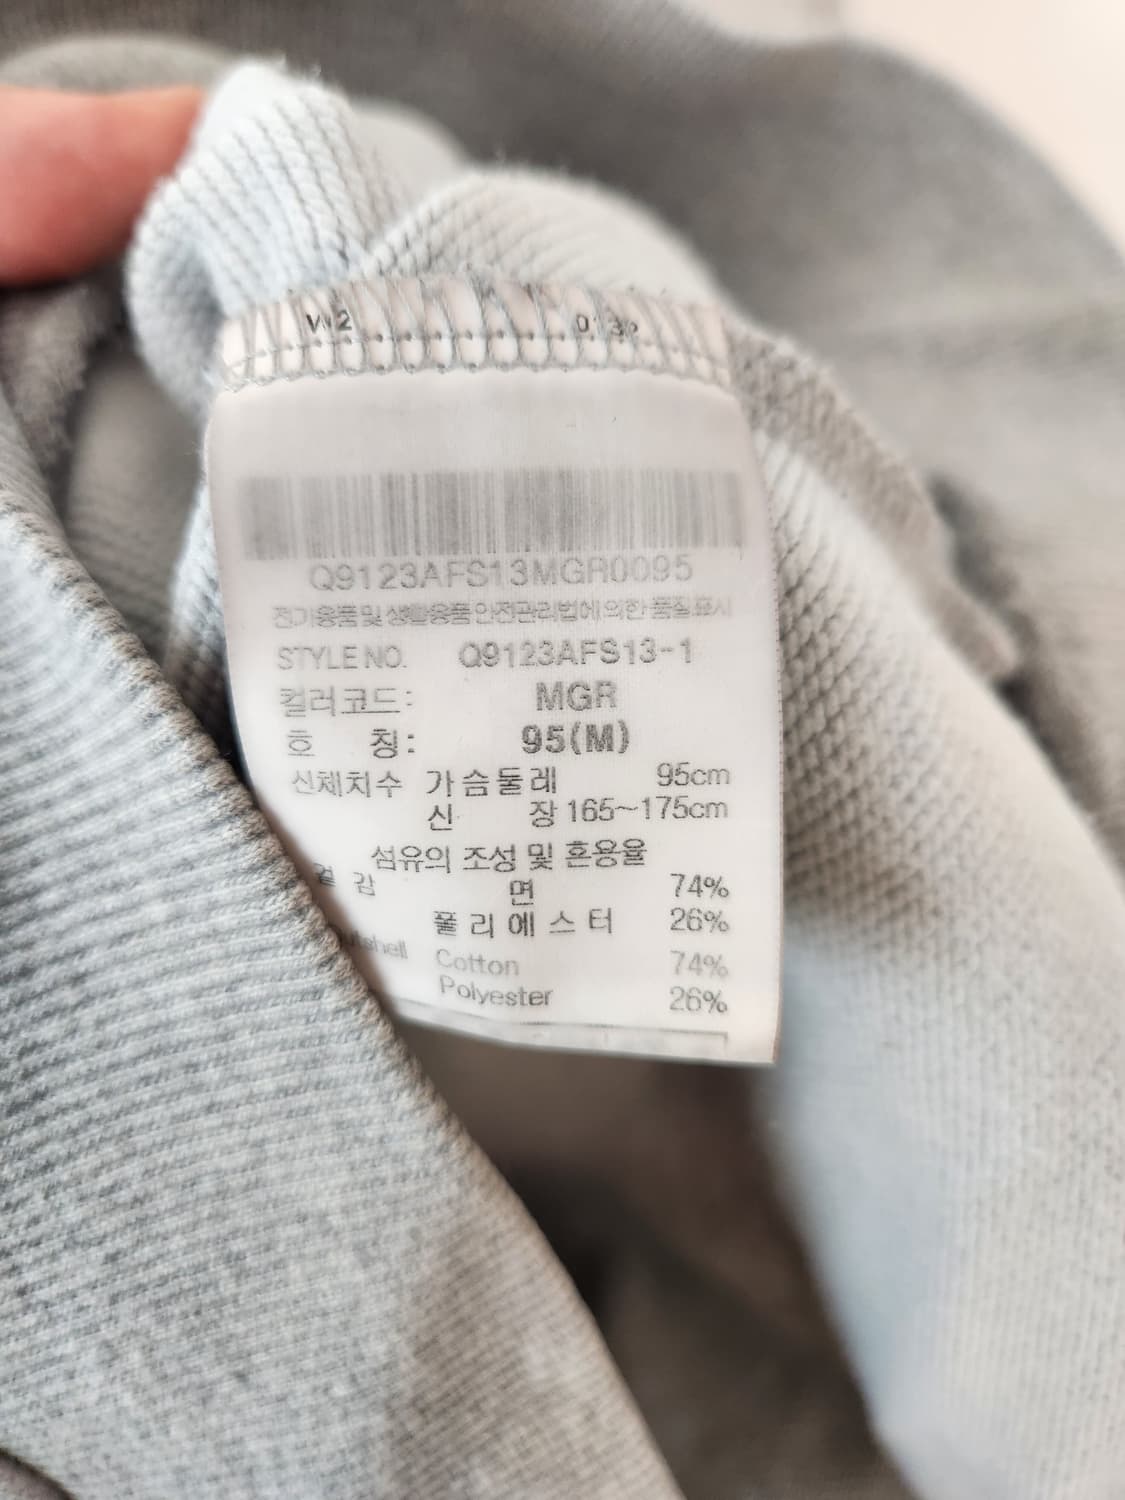 Q9123AFS13MGR0095
전기용품및생활용품안전관리법에의한 품질표시
STYLE NO. Q9123AFS13-1
컬러코드: MGR
호 칭: 95(M)
신체치수 가슴둘레 95cm
신 장 165~175cm
섬유의 조성 및 혼용율
겉 감 면 74%
폴리에스터 26%
Cotton 74%
Polyester 26%